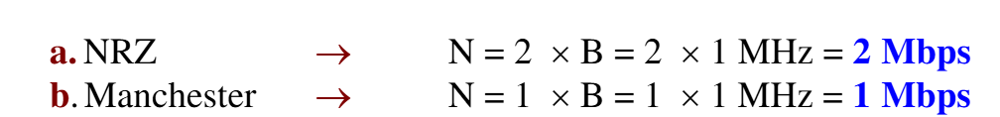 a. NRZ → N = 2 × B = 2 × 1 MHz = 2 Mbps
b. Manchester → N = 1 × B = 1 × 1 MHz = 1 Mbps